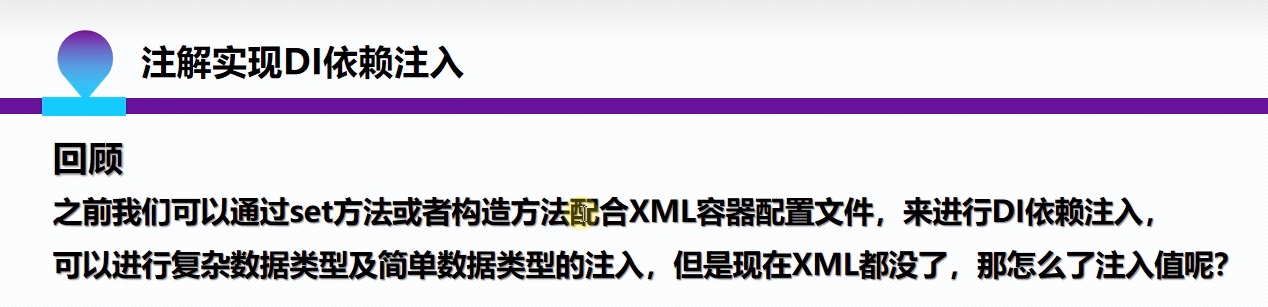 注解实现DI依赖注入
回顾
之前我们可以通过set方法或者构造方法配合XML容器配置文件，来进行DI依赖注入，
可以进行复杂数据类型及简单数据类型的注入，但是现在XML都没了，那怎么了注入值呢？